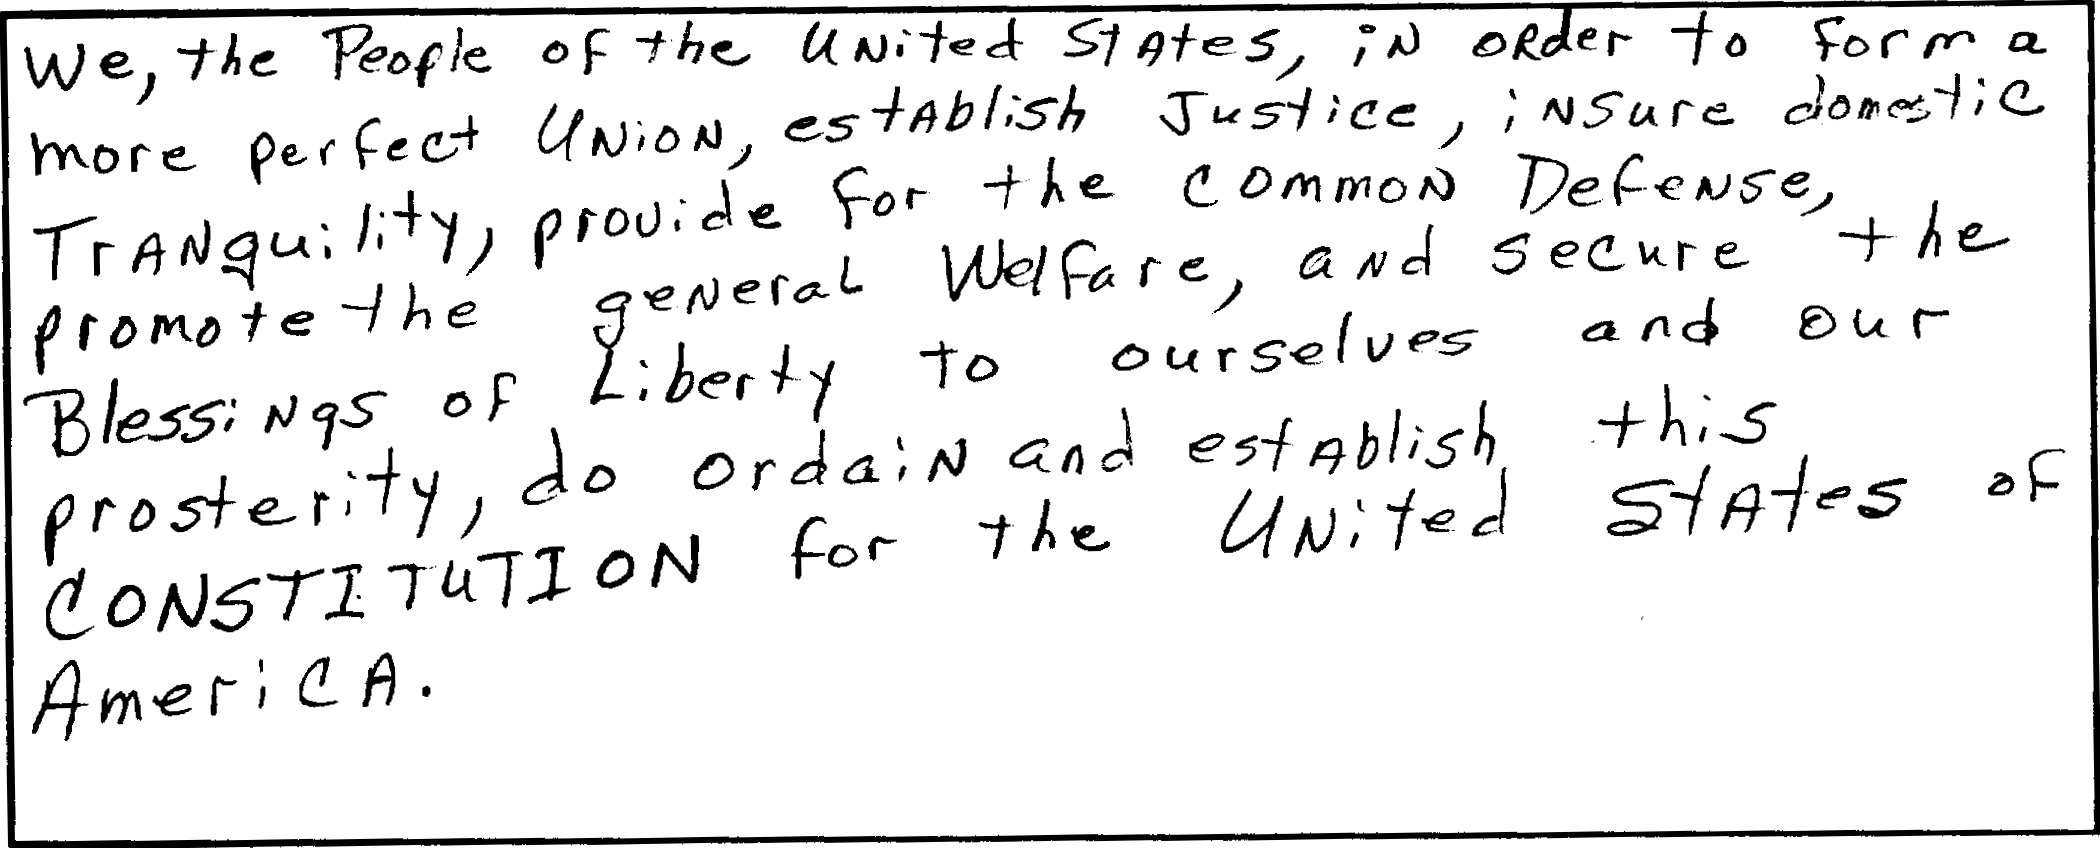 We, the People of the United States, in order to form a
more perfect Union, establish Justice, insure domestic
Tranquility, provide for the common Defense,
promote the general Welfare, and secure the
Blessings of Liberty to ourselves and our
prosterity, do ordain and establish this
CONSTITUTION for the United States of
America.